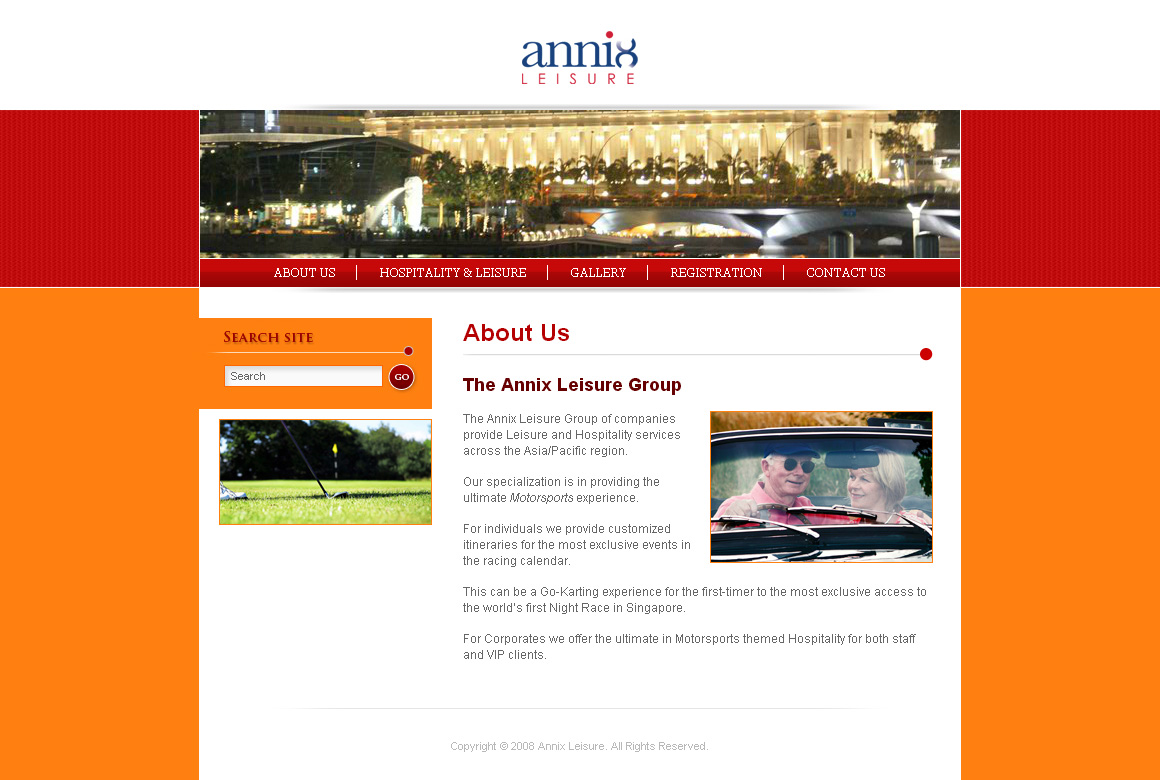 annix
LEISURE
ABOUT US
HOSPITALITY & LEISURE
GALLERY
REGISTRATION
CONTACT US
SEARCH SITE
Search
GO
About Us
The Annix Leisure Group
The Annix Leisure Group of companies
provide Leisure and Hospitality services
across the Asia/Pacific region.
Our specialization is in providing the
ultimate Motorsports experience.
For individuals we provide customized
itineraries for the most exclusive events in
the racing calendar.
This can be a Go-Karting experience for the first-timer to the most exclusive access to
the world's first Night Race in Singapore.
For Corporates we offer the ultimate in Motorsports themed Hospitality for both staff
and VIP clients.
Copyright © 2008 Annix Leisure. All Rights Reserved.